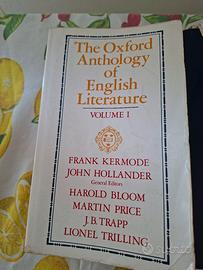 The Oxford
Anthology
of
English
Literature
VOLUME I
FRANK KERMODE
JOHN HOLLANDER
General Editors
HAROLD BLOOM
MARTIN PRICE
J.B. TRAPP
LIONEL TRILLING
subito